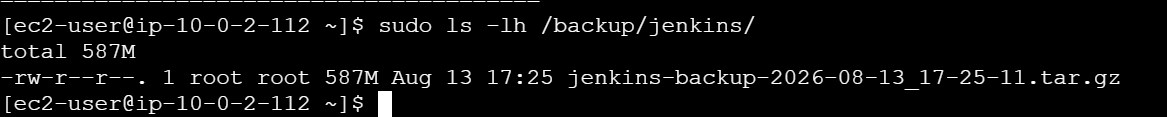 [ec2-user@ip-10-0-2-112 ~]$ sudo ls -lh /backup/jenkins/
total 587M
-rw-r--r--. 1 root root 587M Aug 13 17:25 jenkins-backup-2026-08-13_17-25-11.tar.gz
[ec2-user@ip-10-0-2-112 ~]$